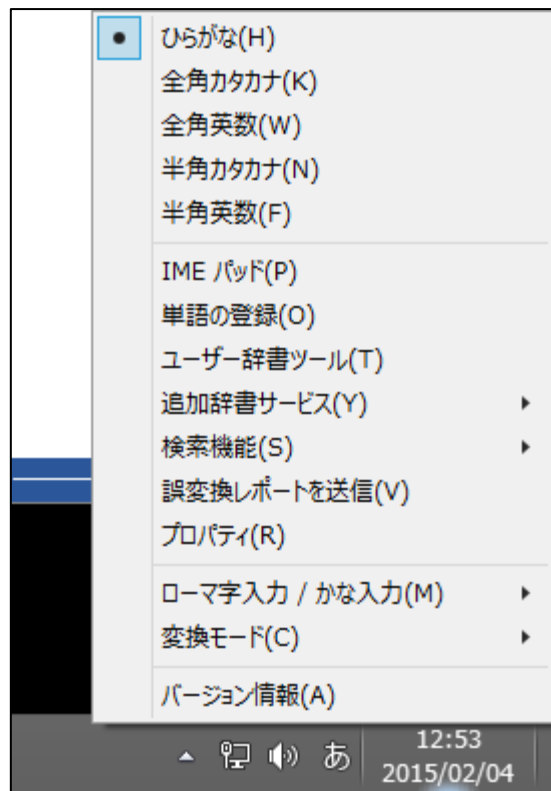 ひらがな(H)
全角カタカナ(K)
全角英数(W)
半角カタカナ(N)
半角英数(F)
IME パッド(P)
単語の登録(O)
ユーザー辞書ツール(T)
追加辞書サービス(Y)
検索機能(S)
誤変換レポートを送信(V)
プロパティ(R)
ローマ字入力 / かな入力(M)
変換モード(C)
バージョン情報(A)
あ
12:53
2015/02/04